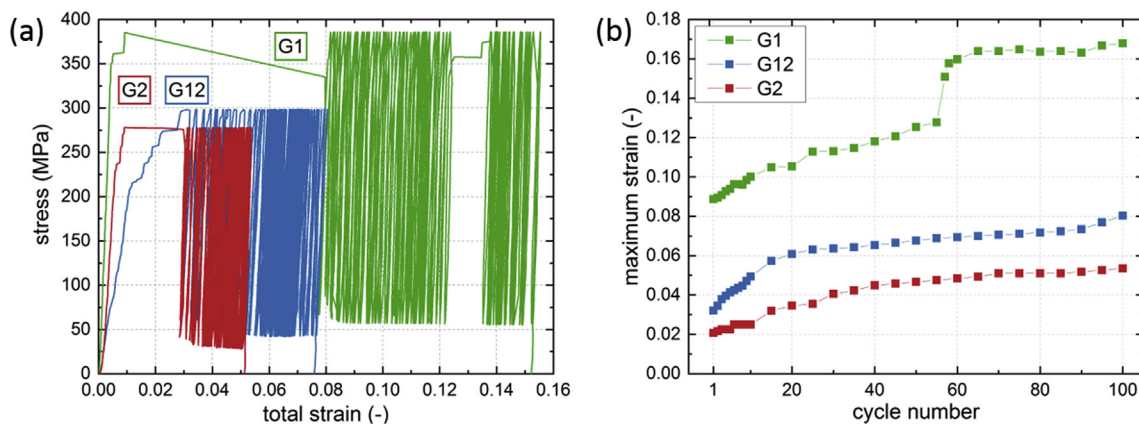 (a)
400
350
300
250
200
150
100
50
0
stress (MPa)
0.00 0.02 0.04 0.06 0.08 0.10 0.12 0.14 0.16
total strain (-)
G1
G2 G12
(b)
0.18
0.16
0.14
0.12
0.10
0.08
0.06
0.04
0.02
0.00
maximum strain (-)
1 20 40 60 80 100
cycle number
G1
G12
G2